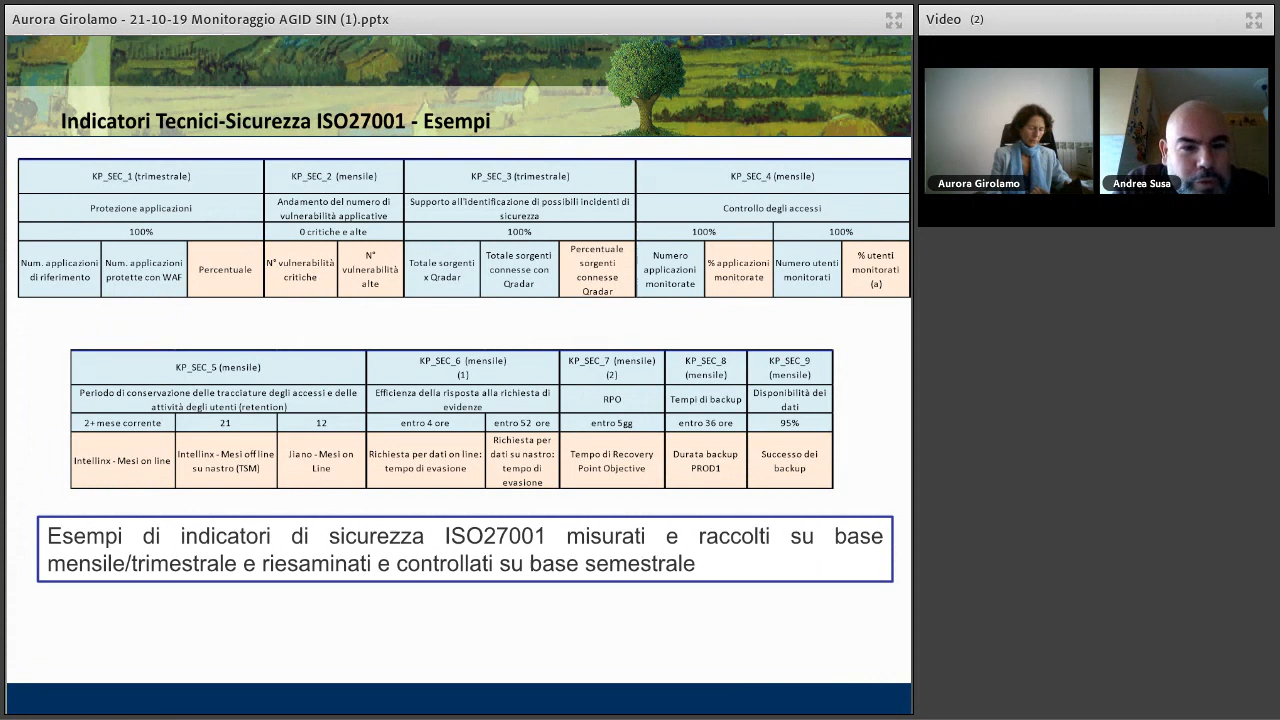 Aurora Girolamo - 21-10-19 Monitoraggio AGID SIN (1).pptx
Video (2)
Indicatori Tecnici-Sicurezza ISO27001 - Esempi
Aurora Girolamo
Andrea Susa
KP_SEC_1 (trimestrale)
KP_SEC_2 (mensile)
KP_SEC_3 (trimestrale)
KP_SEC_4 (mensile)
Protezione applicazioni
Andamento del numero di
vulnerabilità applicative
Supporto all'identificazione di possibili incidenti di
sicurezza
Controllo degli accessi
100%
0 critiche e alte
100%
100%
100%
Num. applicazioni
di riferimento
Num. applicazioni
protette con WAF
Percentuale
N° vulnerabilità
critiche
N°
vulnerabilità
alte
Totale sorgenti
x Qradar
Totale sorgenti
connesse con
Qradar
Percentuale
sorgenti
connesse
Qradar
Numero
applicazioni
monitorate
% applicazioni
monitorate
Numero utenti
monitorati
% utenti
monitorati
(a)
KP_SEC_5 (mensile)
KP_SEC_6 (mensile)
(1)
KP_SEC_7 (mensile)
(2)
KP_SEC_8
(mensile)
KP_SEC_9
(mensile)
Periodo di conservazione delle tracciature degli accessi e delle
attività degli utenti (retention)
Efficienza della risposta alla richiesta di
evidenze
RPO
Tempi di backup
Disponibilità dei
dati
2+ mese corrente
21
12
entro 4 ore
entro 52 ore
entro 5gg
entro 36 ore
95%
Intellinx - Mesi on line
Intellinx - Mesi off line
su nastro (TSM)
Jiano - Mesi on
Line
Richiesta per dati on line:
tempo di evasione
Richiesta per
dati su nastro:
tempo di
evasione
Tempo di Recovery
Point Objective
Durata backup
PROD1
Successo dei
backup
Esempi di indicatori di sicurezza ISO27001 misurati e raccolti su base
mensile/trimestrale e riesaminati e controllati su base semestrale